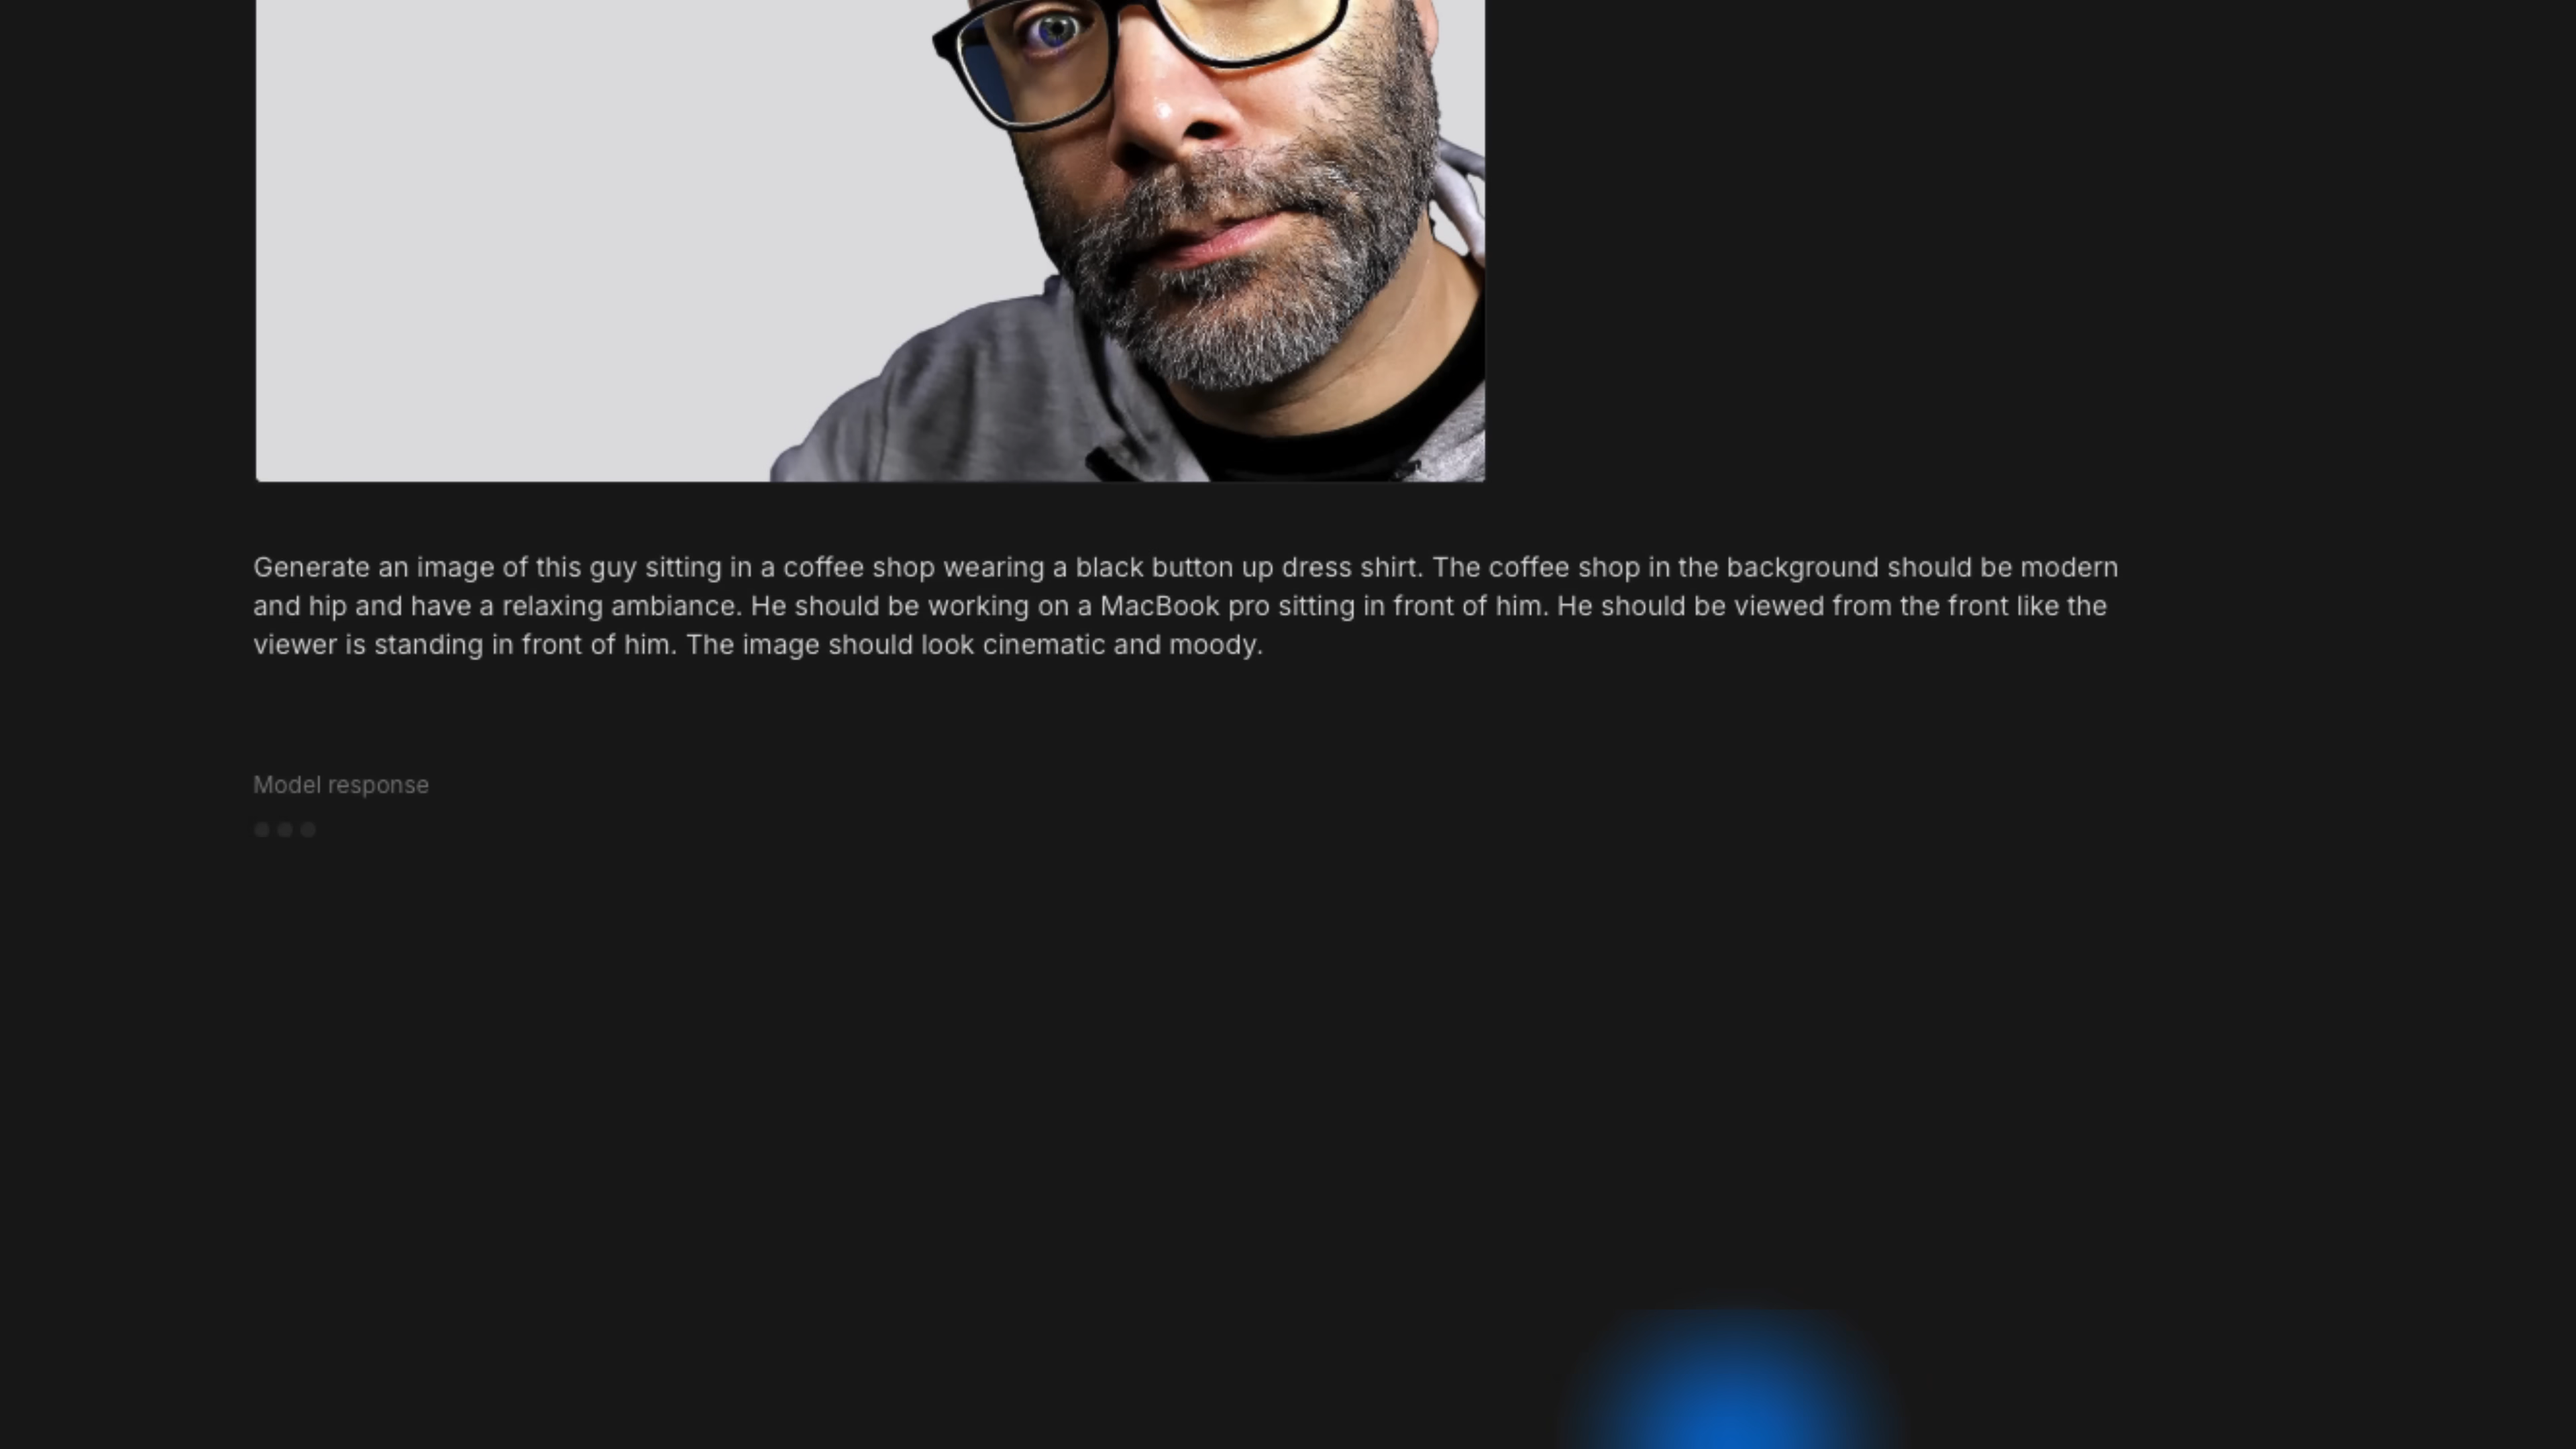 Generate an image of this guy sitting in a coffee shop wearing a black button up dress shirt. The coffee shop in the background should be modern
and hip and have a relaxing ambiance. He should be working on a MacBook pro sitting in front of him. He should be viewed from the front like the
viewer is standing in front of him. The image should look cinematic and moody.
Model response